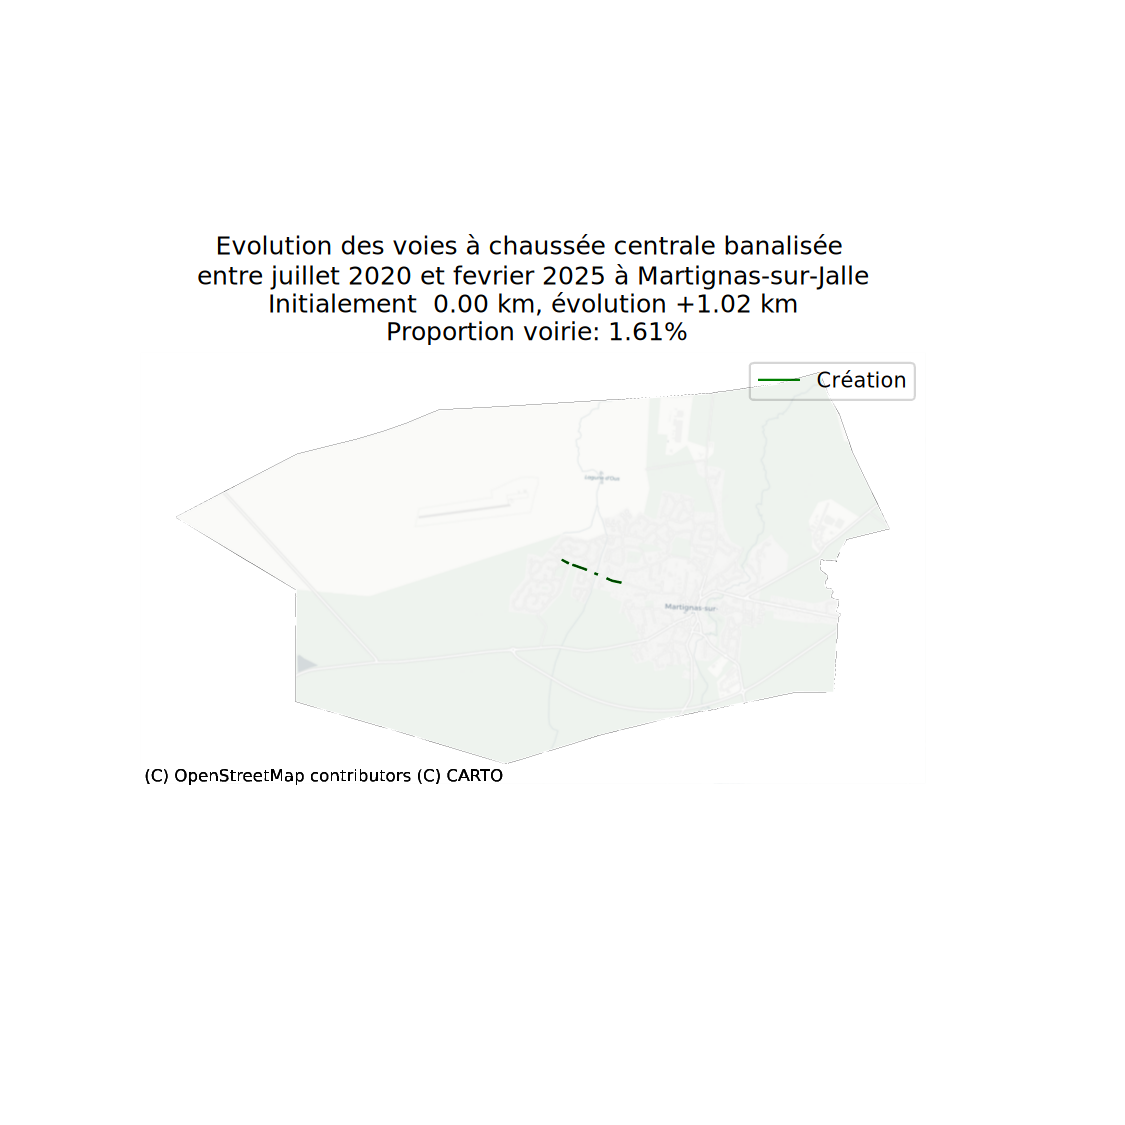 Evolution des voies à chaussée centrale banalisée
entre juillet 2020 et fevrier 2025 à Martignas-sur-Jalle
Initialement  0.00 km, évolution +1.02 km
Proportion voirie: 1.61%
Création
Martignas-sur-
(C) OpenStreetMap contributors (C) CARTO